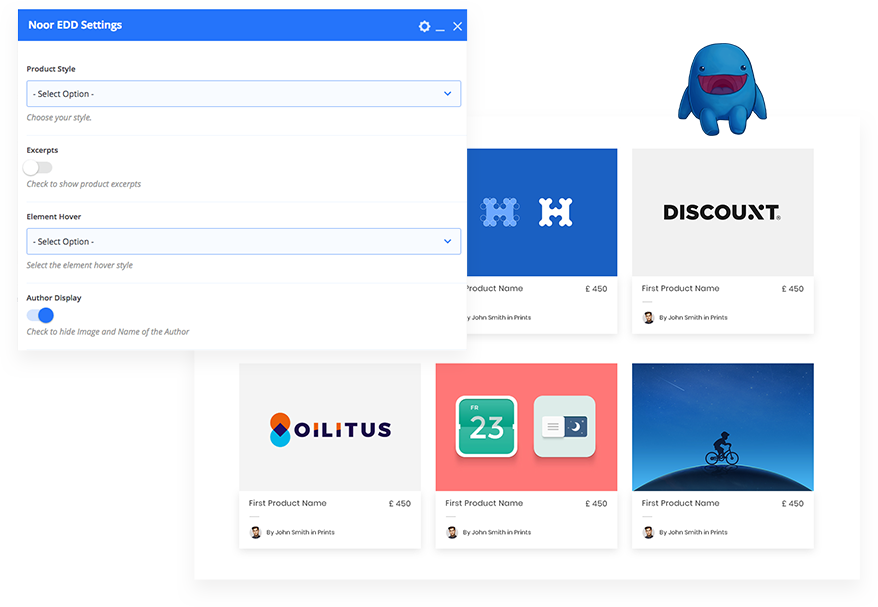 Noor EDD Settings
Product Style
- Select Option -
Choose your style.
Excerpts
Check to show product excerpts
Element Hover
- Select Option -
Select the element hover style
Author Display
Check to hide Image and Name of the Author
H H
Product Name £ 450
By John Smith in Prints
DISCOUNT®
First Product Name £ 450
By John Smith in Prints
OILITUS
First Product Name £ 450
By John Smith in Prints
FR
23
First Product Name £ 450
By John Smith in Prints
First Product Name £ 450
By John Smith in Prints